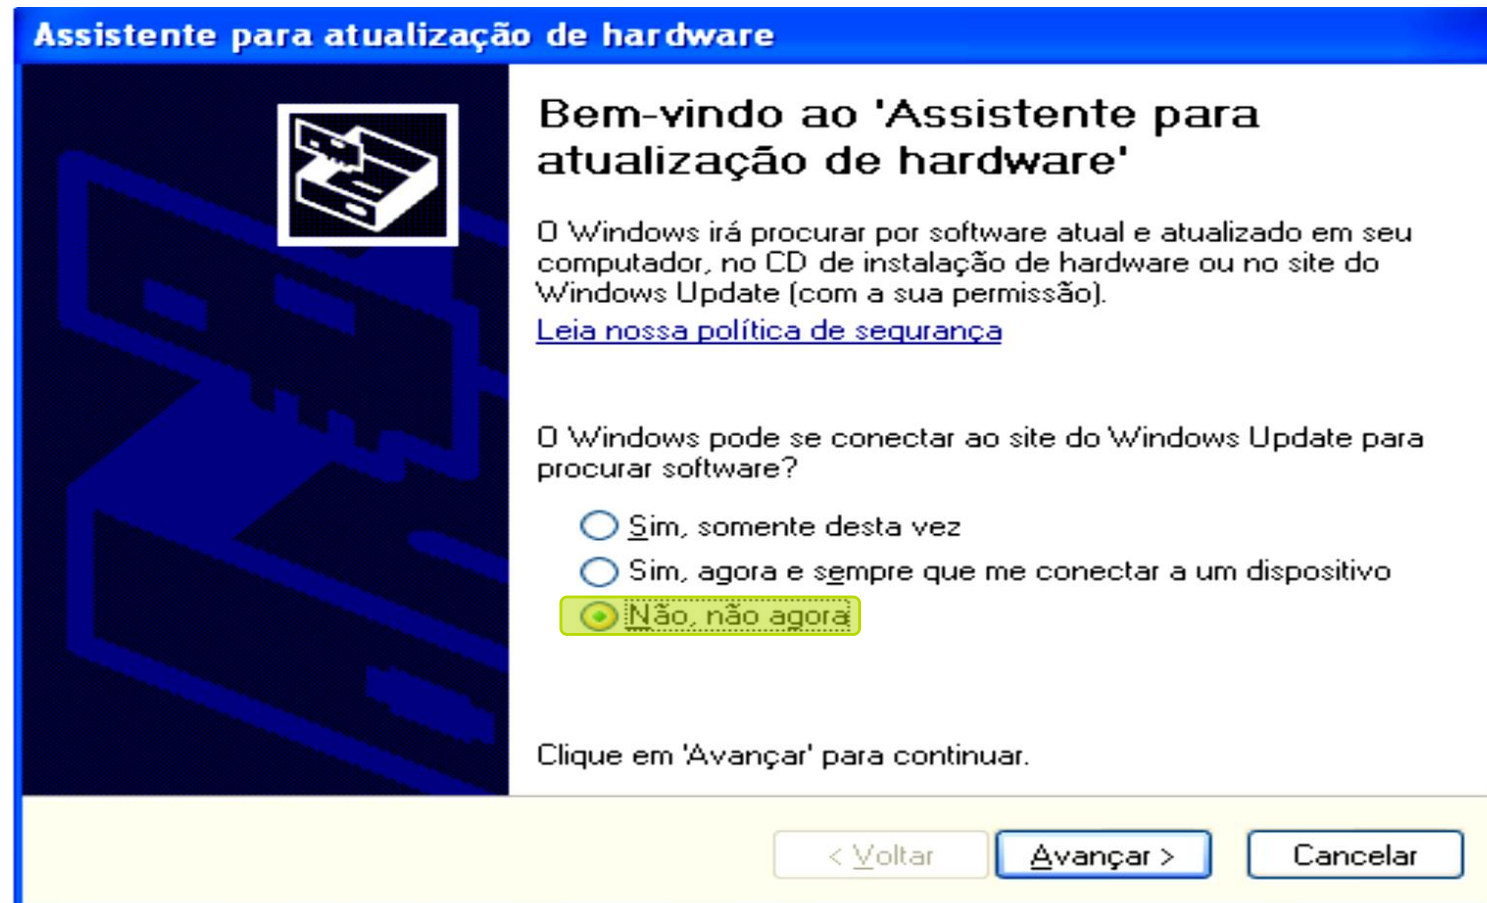 Assistente para atualização de hardware
Bem-vindo ao 'Assistente para
atualização de hardware'
O Windows irá procurar por software atual e atualizado em seu
computador, no CD de instalação de hardware ou no site do
Windows Update (com a sua permissão).
Leia nossa política de segurança
O Windows pode se conectar ao site do Windows Update para
procurar software?
Sim, somente desta vez
Sim, agora e sempre que me conectar a um dispositivo
Não, não agora
Clique em 'Avançar' para continuar.
< Voltar
Avançar >
Cancelar